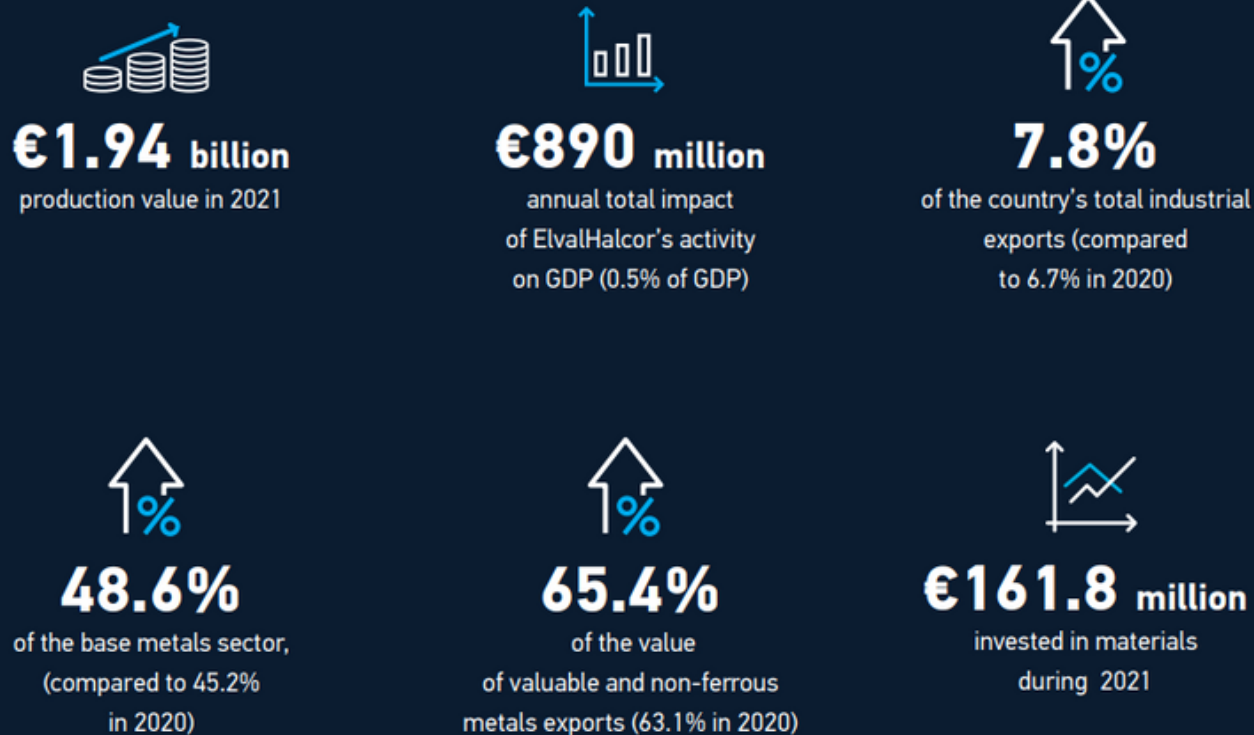 €1.94 billion
production value in 2021
€890 million
annual total impact
of ElvalHalcor's activity
on GDP (0.5% of GDP)
%
7.8%
of the country's total industrial
exports (compared
to 6.7% in 2020)
%
48.6%
of the base metals sector,
(compared to 45.2%
in 2020)
%
65.4%
of the value
of valuable and non-ferrous
metals exports (63.1% in 2020)
€161.8 million
invested in materials
during 2021